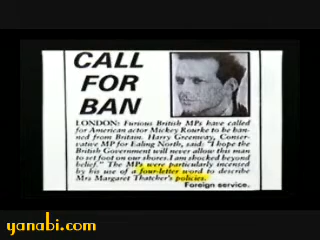 CALL
FOR
BAN
LONDON: Furious British MPs have called
for American actor Mickey Rourke to be ban-
ned from Britain. Harry Greenway, Conser-
vative MP for Ealing North, said: "I hope the
British Government will never allow this man
to set foot on our shores. I am shocked beyond
belief." The MPs were particularly incensed
by his use of a four-letter word to describe
Mrs Margaret Thatcher's policies.
Foreign service.
yanabi.com